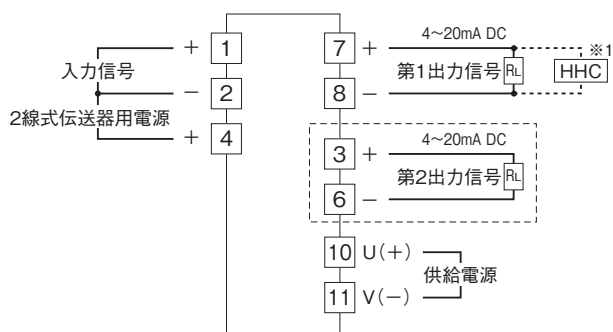 入力信号
2線式伝送器用電源
+ 1
− 2
+ 4
7 +
8 −
4~20mA DC
第1出力信号
RL
※1
HHC
3 +
6 −
4~20mA DC
第2出力信号
RL
10 U(+)
11 V(−)
供給電源